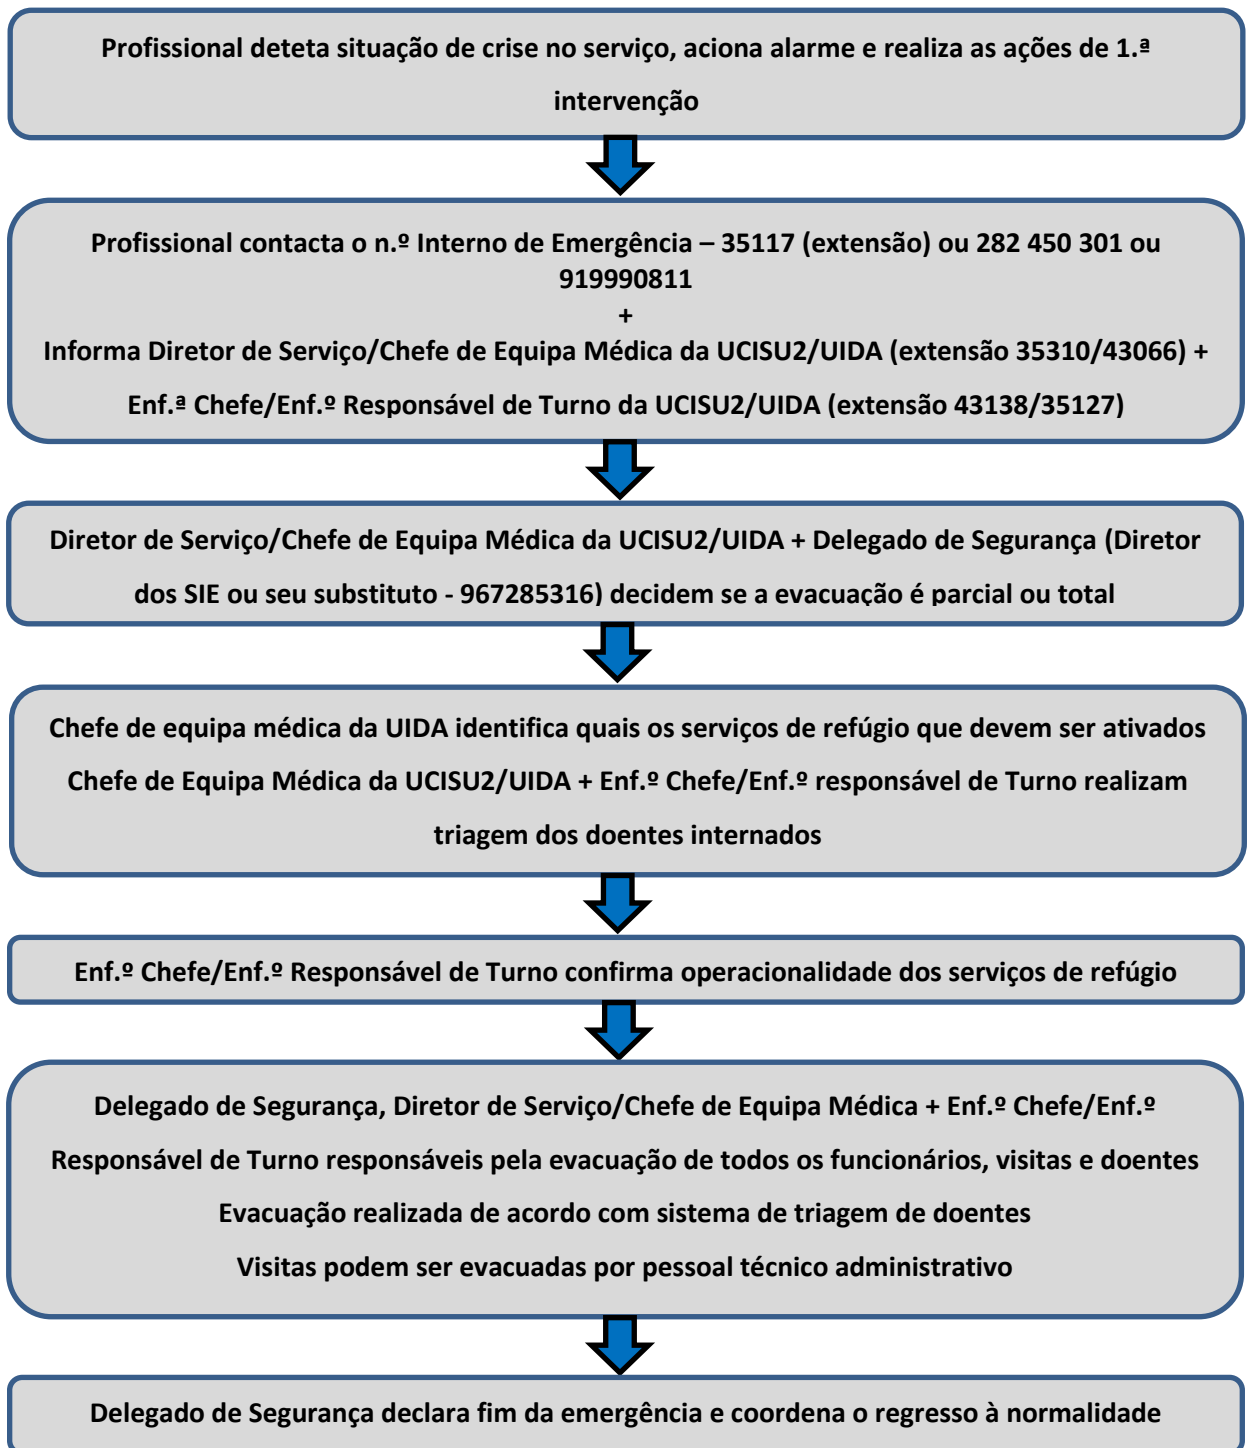 Profissional deteta situação de crise no serviço, aciona alarme e realiza as ações de 1.ª
intervenção
Profissional contacta o n.º Interno de Emergência – 35117 (extensão) ou 282 450 301 ou
919990811
+
Informa Diretor de Serviço/Chefe de Equipa Médica da UCISU2/UIDA (extensão 35310/43066) +
Enf.ª Chefe/Enf.º Responsável de Turno da UCISU2/UIDA (extensão 43138/35127)
Diretor de Serviço/Chefe de Equipa Médica da UCISU2/UIDA + Delegado de Segurança (Diretor
dos SIE ou seu substituto - 967285316) decidem se a evacuação é parcial ou total
Chefe de equipa médica da UIDA identifica quais os serviços de refúgio que devem ser ativados
Chefe de Equipa Médica da UCISU2/UIDA + Enf.º Chefe/Enf.º responsável de Turno realizam
triagem dos doentes internados
Enf.º Chefe/Enf.º Responsável de Turno confirma operacionalidade dos serviços de refúgio
Delegado de Segurança, Diretor de Serviço/Chefe de Equipa Médica + Enf.º Chefe/Enf.º
Responsável de Turno responsáveis pela evacuação de todos os funcionários, visitas e doentes
Evacuação realizada de acordo com sistema de triagem de doentes
Visitas podem ser evacuadas por pessoal técnico administrativo
Delegado de Segurança declara fim da emergência e coordena o regresso à normalidade